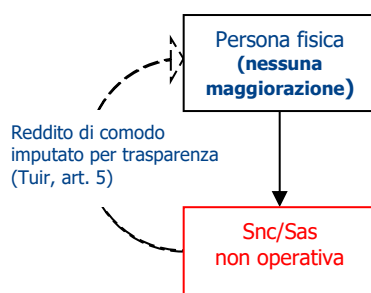 Persona fisica
(nessuna
maggiorazione)
Reddito di comodo
imputato per trasparenza
(Tuir, art. 5)
Snc/Sas
non operativa